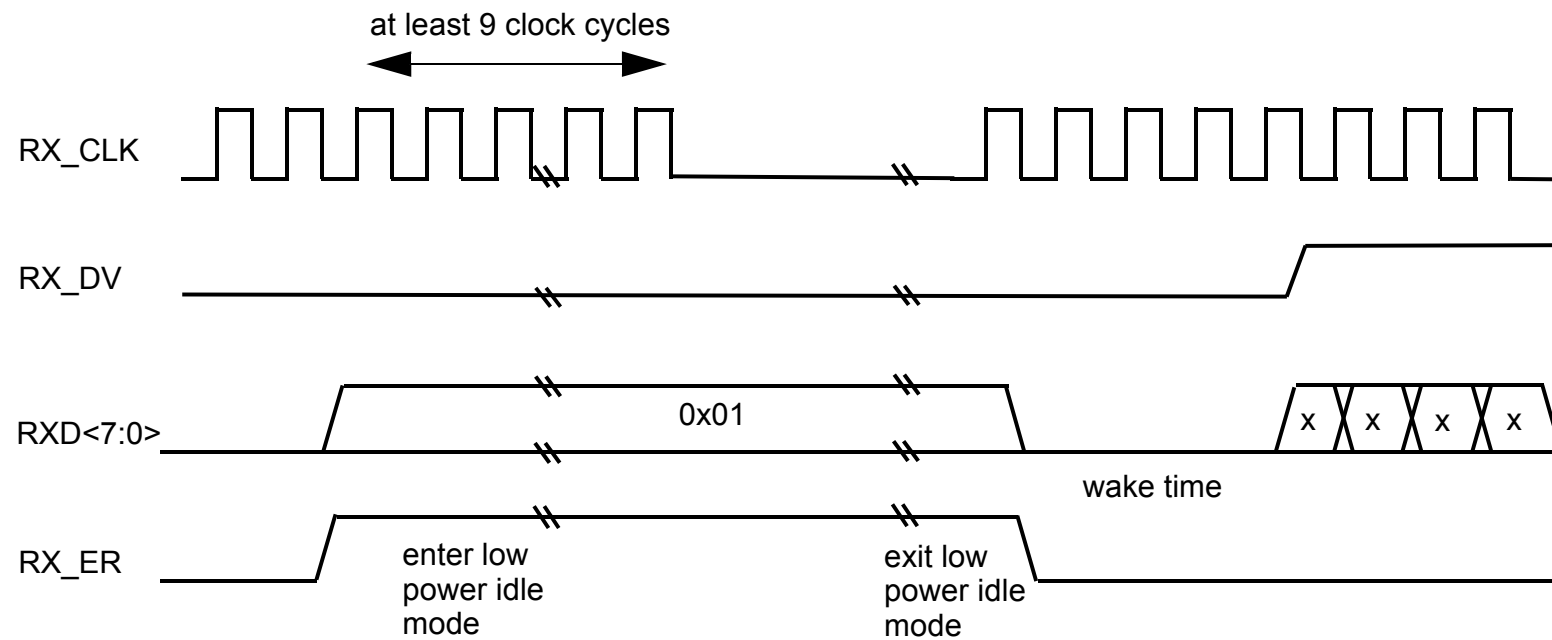 at least 9 clock cycles
RX_CLK
RX_DV
RXD<7:0>
0x01
x x x x
wake time
RX_ER
enter low
power idle
mode
exit low
power idle
mode